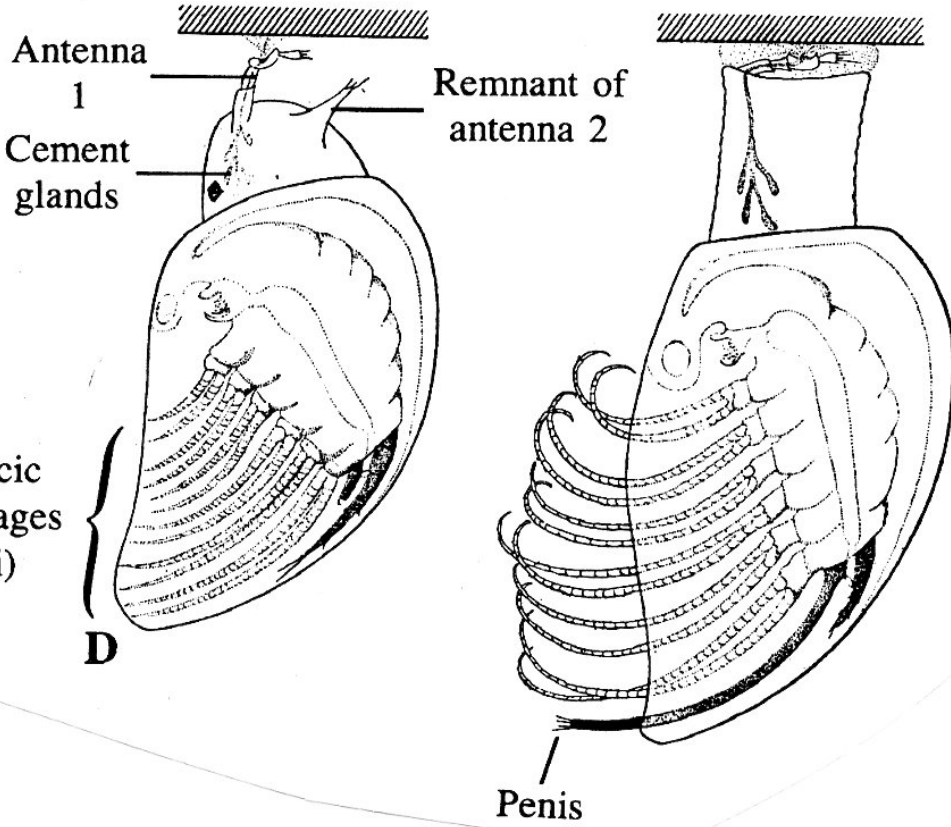 Antenna
1
Remnant of
antenna 2
Cement
glands
D
Penis